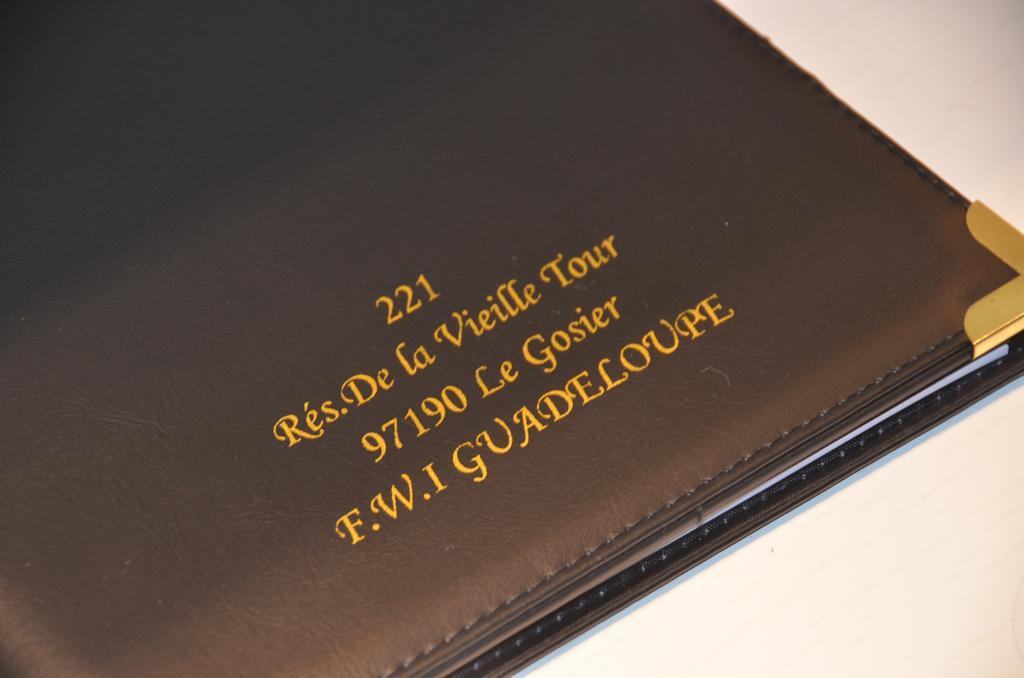 221
Rés.De la Vieille Tour
97190 Le Gosier
F.W.I GUADELOUPE